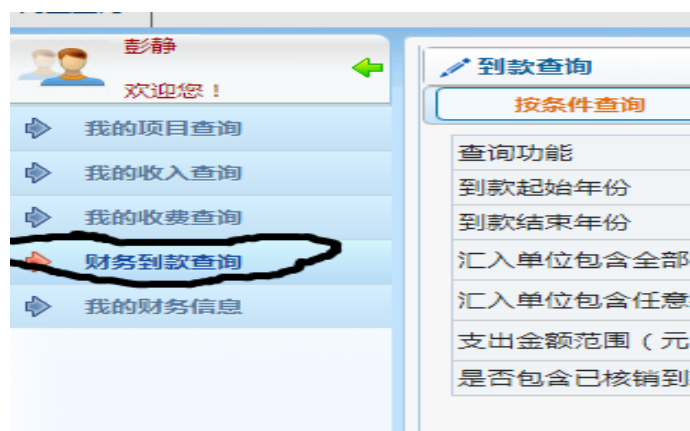 彭静
欢迎您！
我的项目查询
我的收入查询
我的收费查询
财务到款查询
我的财务信息
到款查询
按条件查询
查询功能
到款起始年份
到款结束年份
汇入单位包含全部
汇入单位包含任意
支出金额范围（元
是否包含已核销到